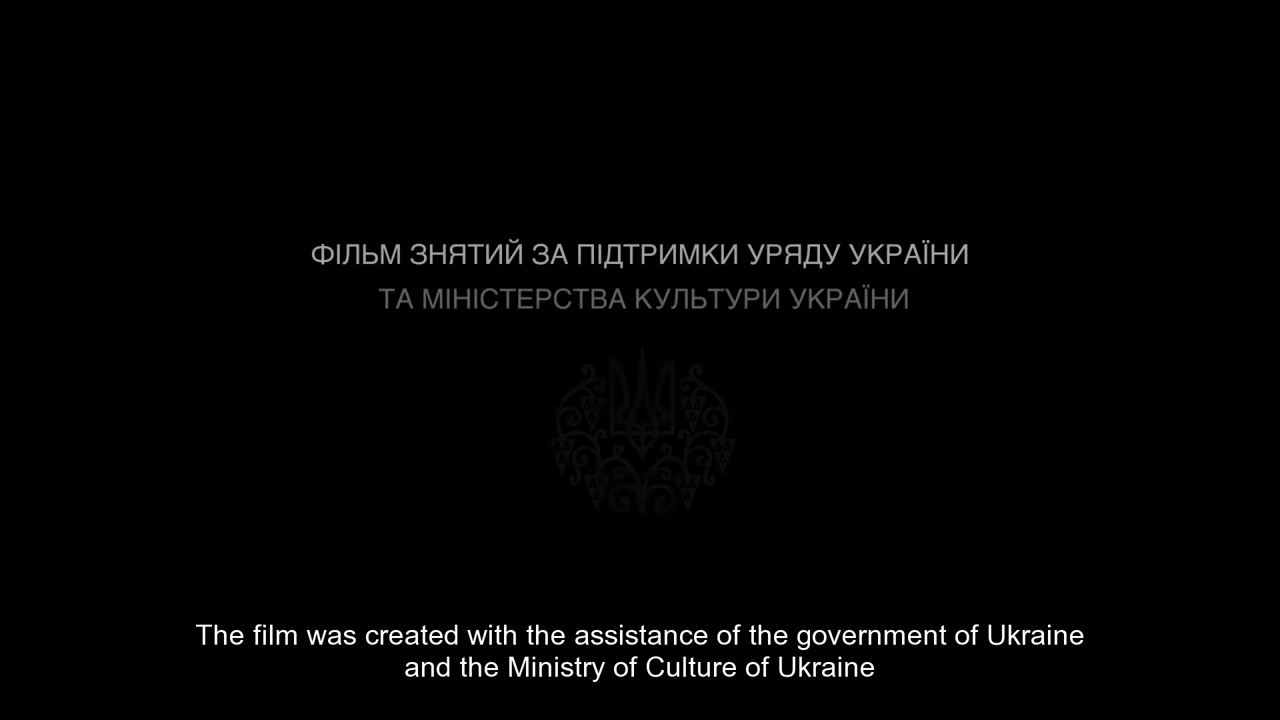 ФІЛЬМ ЗНЯТИЙ ЗА ПІДТРИМКИ УРЯДУ УКРАЇНИ
ТА МІНІСТЕРСТВА КУЛЬТУРИ УКРАЇНИ
The film was created with the assistance of the government of Ukraine
and the Ministry of Culture of Ukraine